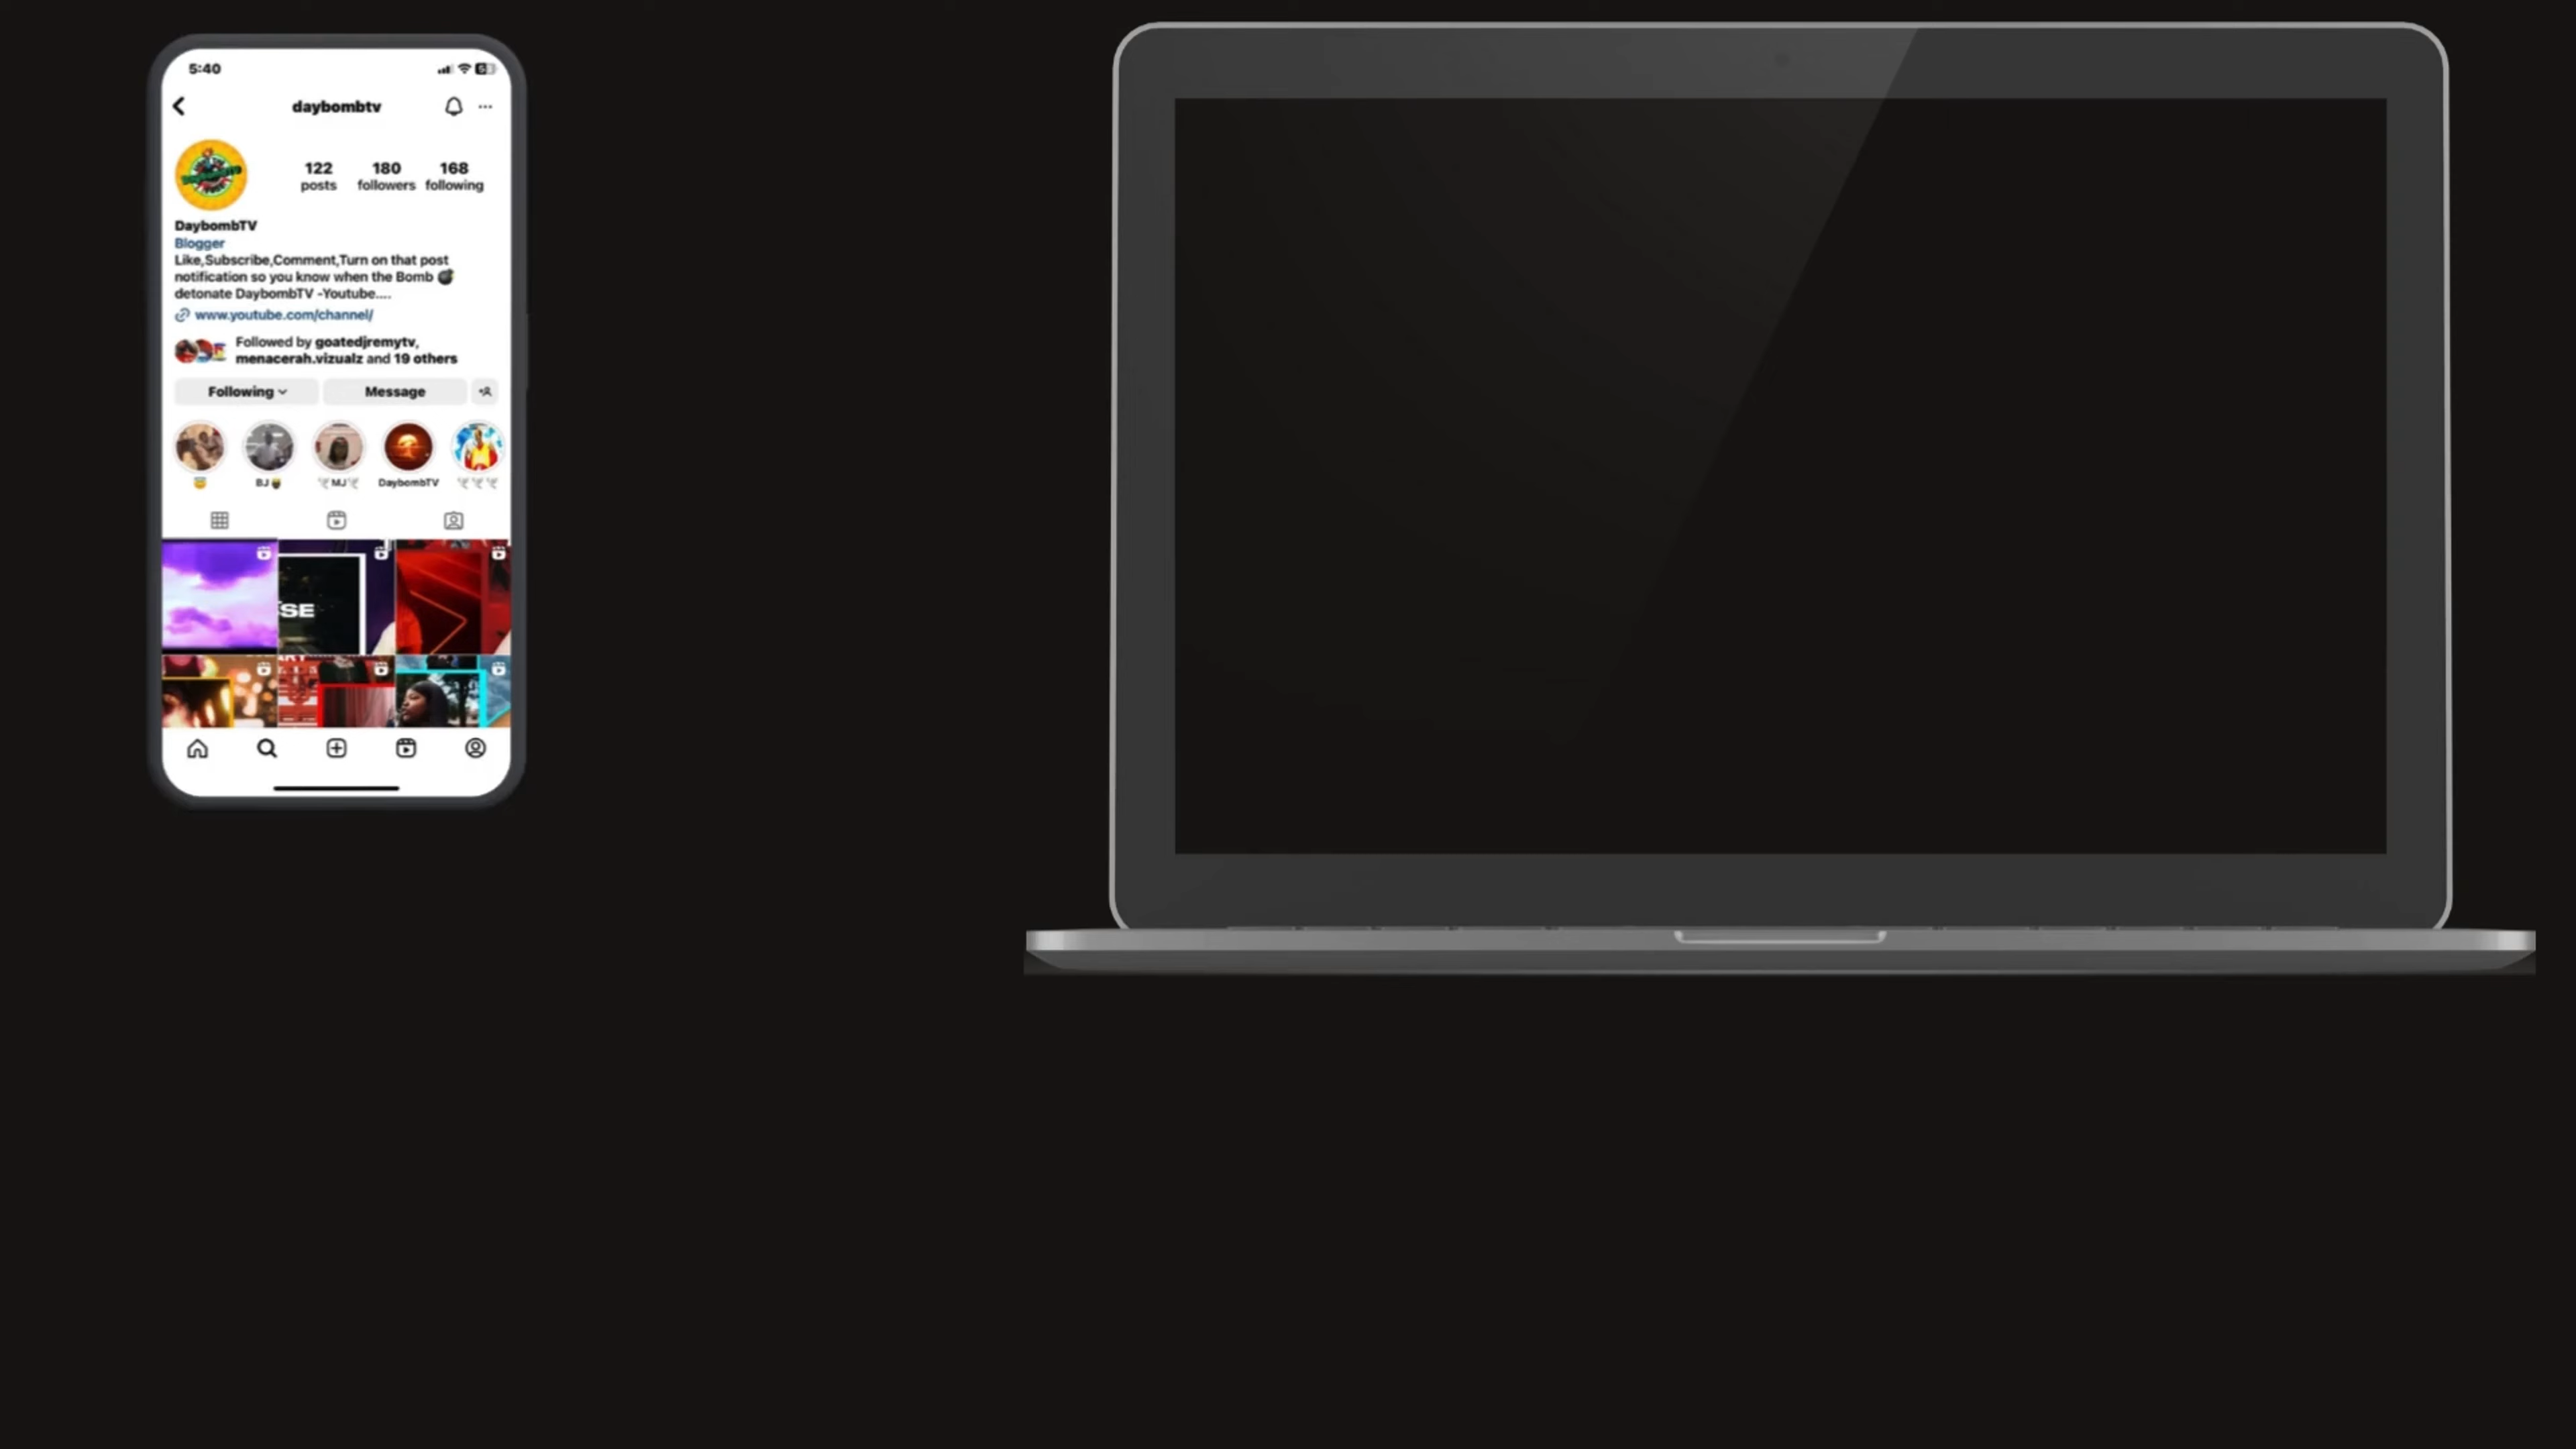 5:40
daybombtv
122 180 168
posts followers following
DaybombTV
Blogger
Like,Subscribe,Comment,Turn on that post
notification so you know when the Bomb 💣
detonate DaybombTV -Youtube....
www.youtube.com/channel/
Followed by goatedjremytv,
menacerah.vizualz and 19 others
Following Message
BJ 🕊MJ🕊 DaybombTV
SE